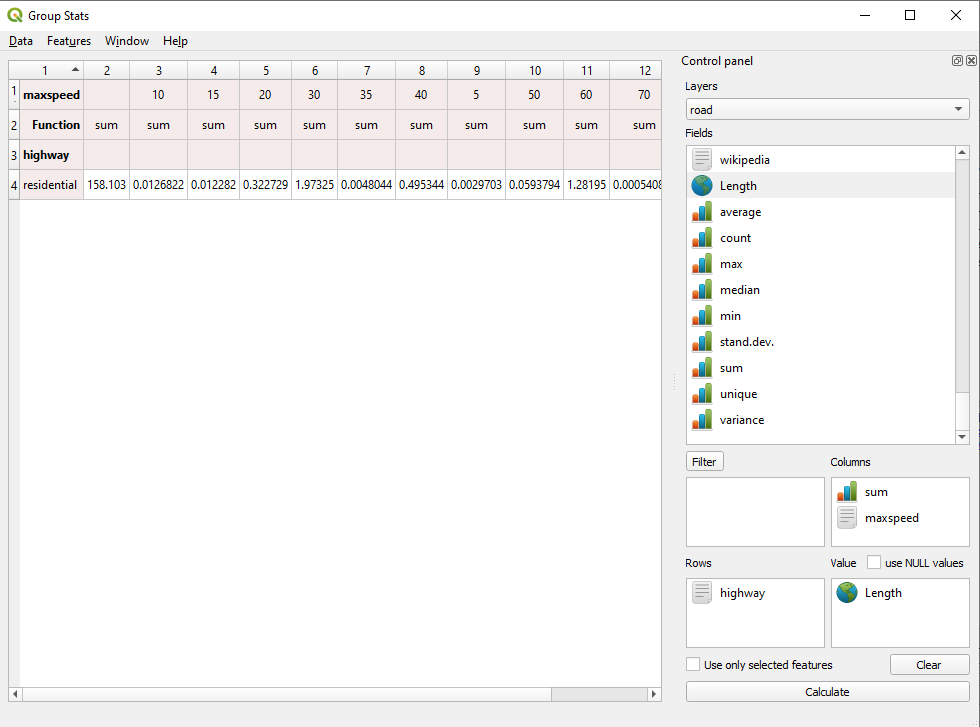 Group Stats
Data Features Window Help
1 2 3 4 5 6 7 8 9 10 11 12
1 maxspeed 10 15 20 30 35 40 5 50 60 70
2 Function sum sum sum sum sum sum sum sum sum sum sum
3 highway
4 residential 158.103 0.0126822 0.012282 0.322729 1.97325 0.0048044 0.495344 0.0029703 0.0593794 1.28195 0.0005408
Control panel
Layers
road
Fields
wikipedia
Length
average
count
max
median
min
stand.dev.
sum
unique
variance
Filter
Columns
sum
maxspeed
Rows
highway
Value use NULL values
Length
Use only selected features
Clear
Calculate